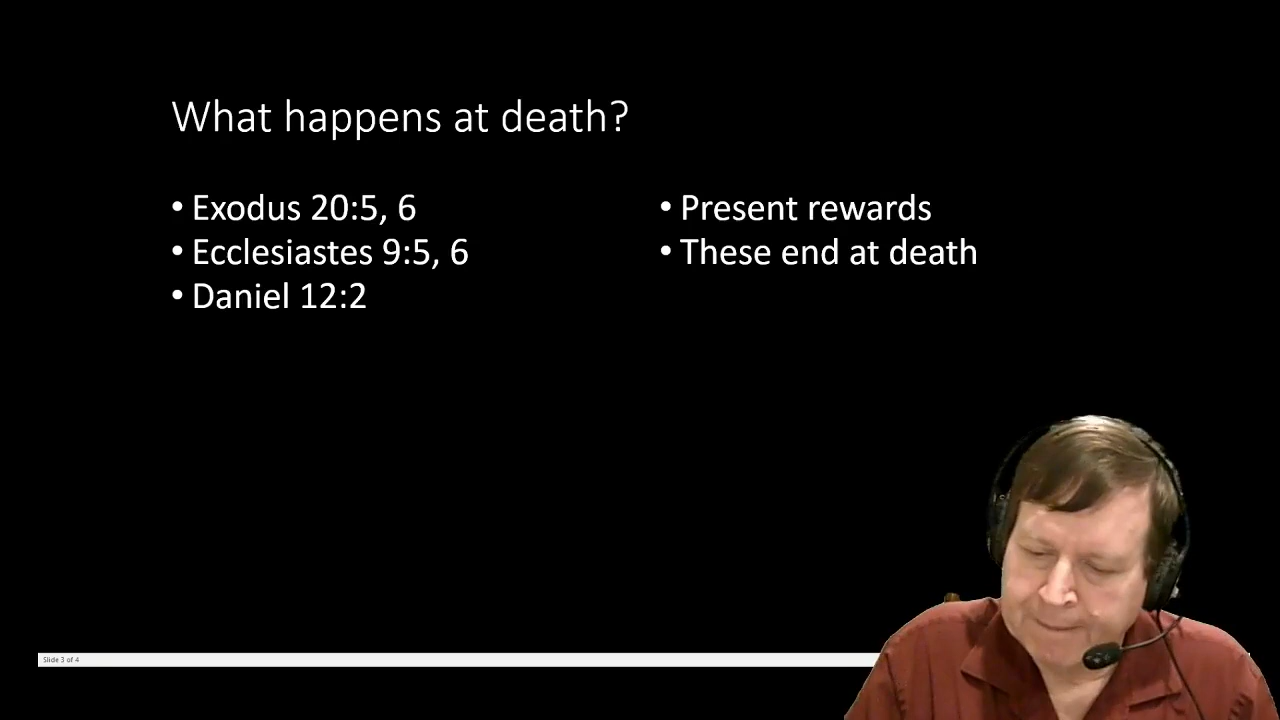 What happens at death?
• Exodus 20:5, 6
• Ecclesiastes 9:5, 6
• Daniel 12:2
• Present rewards
• These end at death
Slide 3 of 4